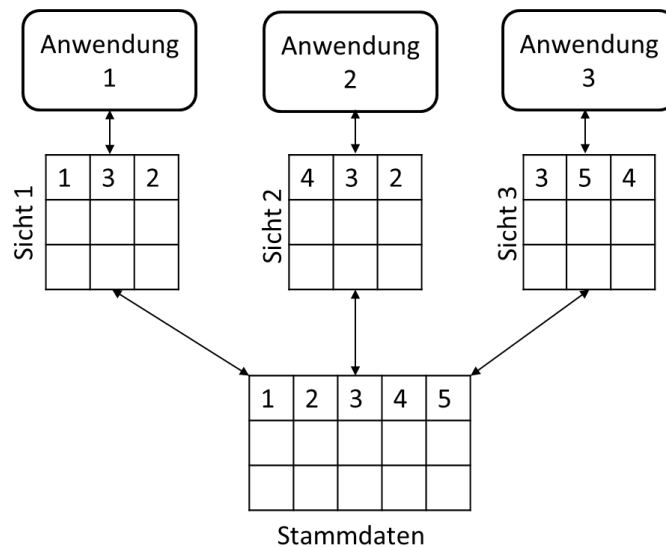 Anwendung
1
Anwendung
2
Anwendung
3
Sicht 1
1 3 2
Sicht 2
4 3 2
Sicht 3
3 5 4
1 2 3 4 5
Stammdaten